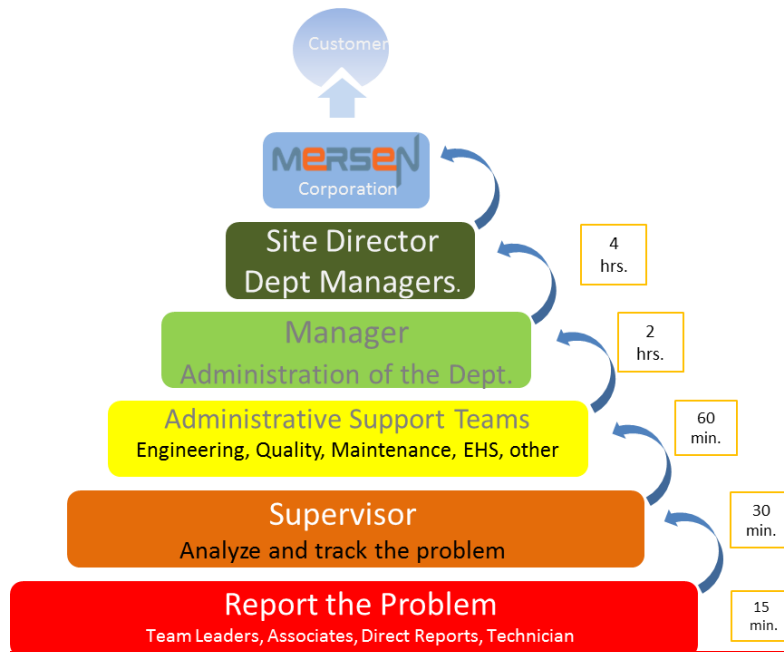 Customer
MERSEN
Corporation
Site Director
Dept Managers.
4
hrs.
Manager
Administration of the Dept.
2
hrs.
Administrative Support Teams
Engineering, Quality, Maintenance, EHS, other
60
min.
Supervisor
Analyze and track the problem
30
min.
Report the Problem
Team Leaders, Associates, Direct Reports, Technician
15
min.